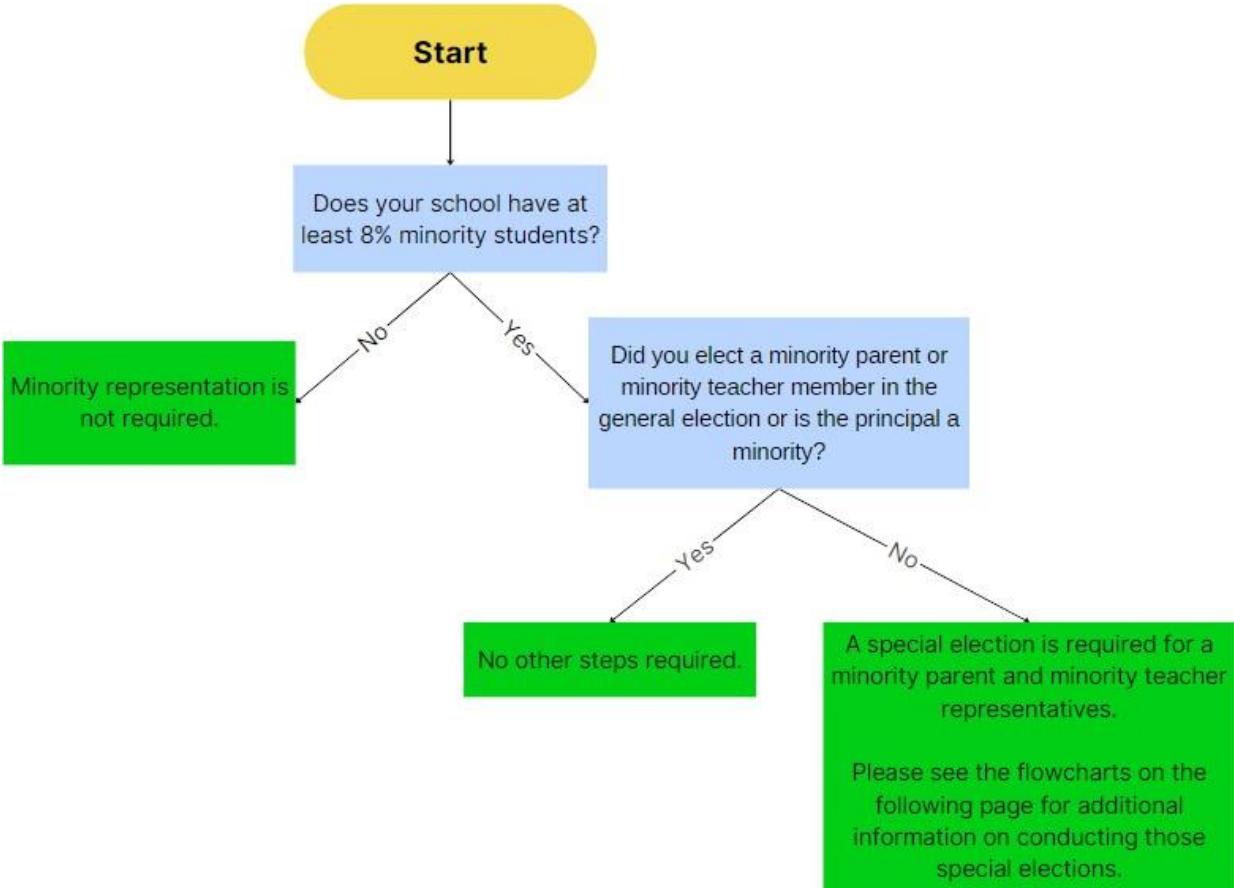 Start
Does your school have at
least 8% minority students?
No
Yes
Minority representation is
not required.
Did you elect a minority parent or
minority teacher member in the
general election or is the principal a
minority?
Yes
No
No other steps required.
A special election is required for a
minority parent and minority teacher
representatives.
Please see the flowcharts on the
following page for additional
information on conducting those
special elections.